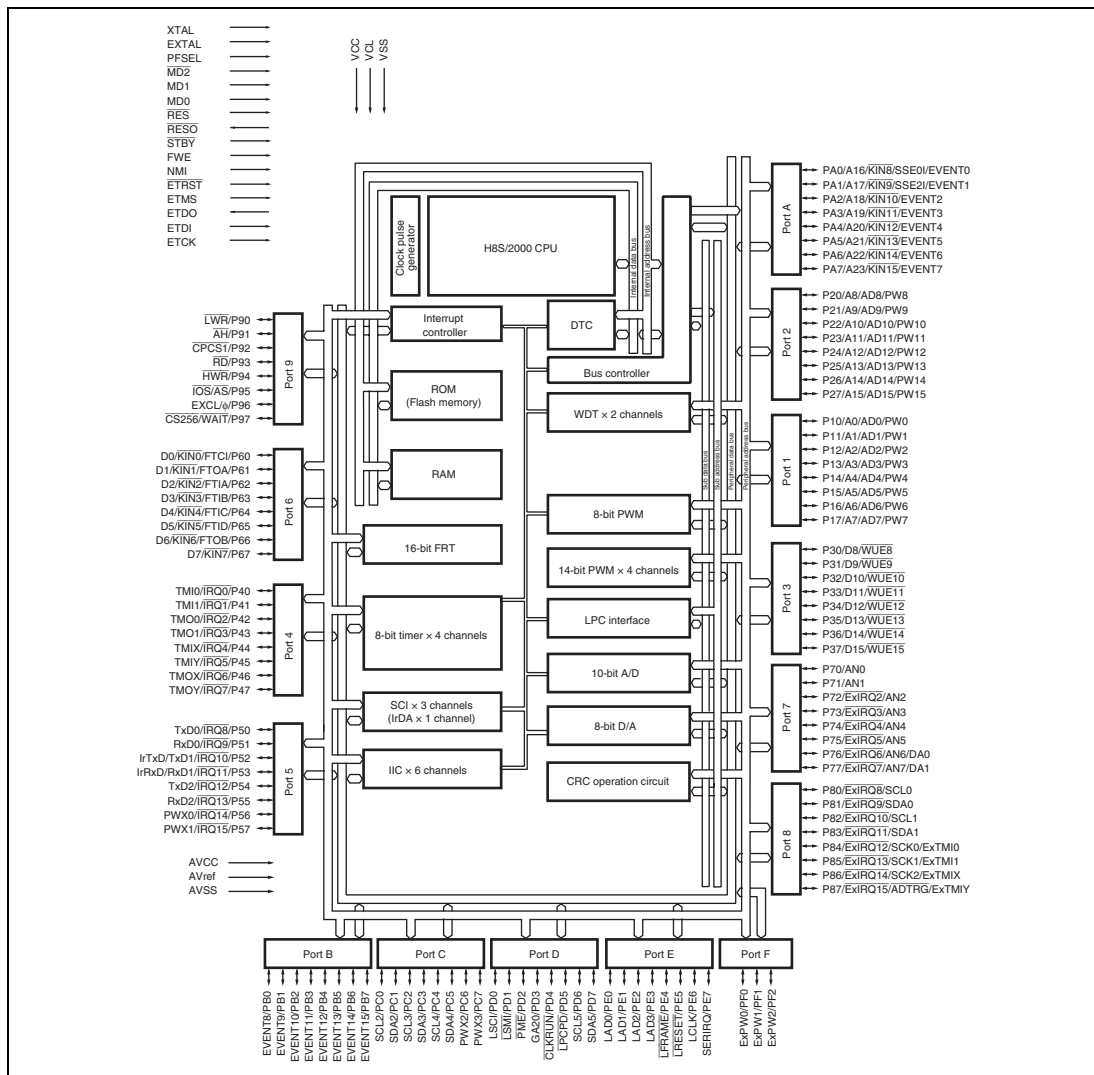 XTAL
EXTAL
PFSEL
MD2
MD1
MD0
RES
RESO
STBY
FWE
NMI
ETRST
ETMS
ETDO
ETDI
ETCK
VCC
VCL
VSS
Clock pulse
generator
H8S/2000 CPU
Internal data bus
Internal address bus
Interrupt
controller
DTC
Bus controller
ROM
(Flash memory)
WDT × 2 channels
RAM
Sub data bus
Sub address bus
Peripheral data bus
Peripheral address bus
8-bit PWM
16-bit FRT
14-bit PWM × 4 channels
8-bit timer × 4 channels
LPC interface
10-bit A/D
SCI × 3 channels
(IrDA × 1 channel)
8-bit D/A
IIC × 6 channels
CRC operation circuit
LWR/P90
AH/P91
CPCS1/P92
RD/P93
HWR/P94
IOS/AS/P95
EXCL/φ/P96
CS256/WAIT/P97
Port 9
D0/KIN0/FTCI/P60
D1/KIN1/FTOA/P61
D2/KIN2/FTIA/P62
D3/KIN3/FTIB/P63
D4/KIN4/FTIC/P64
D5/KIN5/FTID/P65
D6/KIN6/FTOB/P66
D7/KIN7/P67
Port 6
TMI0/IRQ0/P40
TMI1/IRQ1/P41
TMO0/IRQ2/P42
TMO1/IRQ3/P43
TMIX/IRQ4/P44
TMIY/IRQ5/P45
TMOX/IRQ6/P46
TMOY/IRQ7/P47
Port 4
TxD0/IRQ8/P50
RxD0/IRQ9/P51
IrTxD/TxD1/IRQ10/P52
IrRxD/RxD1/IRQ11/P53
TxD2/IRQ12/P54
RxD2/IRQ13/P55
PWX0/IRQ14/P56
PWX1/IRQ15/P57
Port 5
AVCC
AVref
AVSS
Port A
PA0/A16/KIN8/SSE0I/EVENT0
PA1/A17/KIN9/SSE2I/EVENT1
PA2/A18/KIN10/EVENT2
PA3/A19/KIN11/EVENT3
PA4/A20/KIN12/EVENT4
PA5/A21/KIN13/EVENT5
PA6/A22/KIN14/EVENT6
PA7/A23/KIN15/EVENT7
Port 2
P20/A8/AD8/PW8
P21/A9/AD9/PW9
P22/A10/AD10/PW10
P23/A11/AD11/PW11
P24/A12/AD12/PW12
P25/A13/AD13/PW13
P26/A14/AD14/PW14
P27/A15/AD15/PW15
Port 1
P10/A0/AD0/PW0
P11/A1/AD1/PW1
P12/A2/AD2/PW2
P13/A3/AD3/PW3
P14/A4/AD4/PW4
P15/A5/AD5/PW5
P16/A6/AD6/PW6
P17/A7/AD7/PW7
Port 3
P30/D8/WUE8
P31/D9/WUE9
P32/D10/WUE10
P33/D11/WUE11
P34/D12/WUE12
P35/D13/WUE13
P36/D14/WUE14
P37/D15/WUE15
Port 7
P70/AN0
P71/AN1
P72/ExIRQ2/AN2
P73/ExIRQ3/AN3
P74/ExIRQ4/AN4
P75/ExIRQ5/AN5
P76/ExIRQ6/AN6/DA0
P77/ExIRQ7/AN7/DA1
Port 8
P80/ExIRQ8/SCL0
P81/ExIRQ9/SDA0
P82/ExIRQ10/SCL1
P83/ExIRQ11/SDA1
P84/ExIRQ12/SCK0/ExTMI0
P85/ExIRQ13/SCK1/ExTMI1
P86/ExIRQ14/SCK2/ExTMIX
P87/ExIRQ15/ADTRG/ExTMIY
Port B
Port C
Port D
Port E
Port F
EVENT8/PB0
EVENT9/PB1
EVENT10/PB2
EVENT11/PB3
EVENT12/PB4
EVENT13/PB5
EVENT14/PB6
EVENT15/PB7
SCL2/PC0
SDA2/PC1
SCL3/PC2
SDA3/PC3
SCL4/PC4
SDA4/PC5
PWX2/PC6
PWX3/PC7
LSCI/PD0
LSMI/PD1
PME/PD2
GA20/PD3
CLKRUN/PD4
LPCPD/PD5
SCL5/PD6
SDA5/PD7
LAD0/PE0
LAD1/PE1
LAD2/PE2
LAD3/PE3
LFRAME/PE4
LRESET/PE5
LCLK/PE6
SERIRQ/PE7
ExPW0/PF0
ExPW1/PF1
ExPW2/PF2